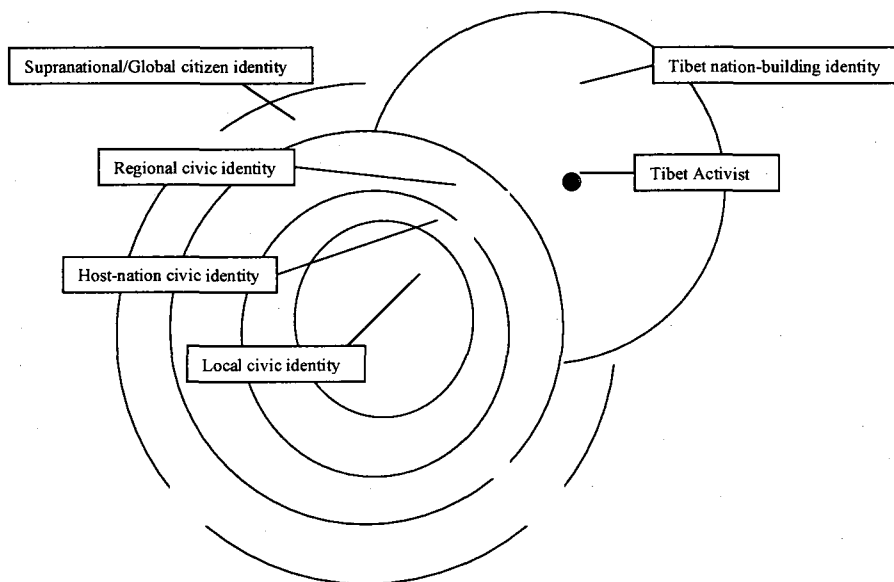 Supranational/Global citizen identity
Tibet nation-building identity
Regional civic identity
Tibet Activist
Host-nation civic identity
Local civic identity